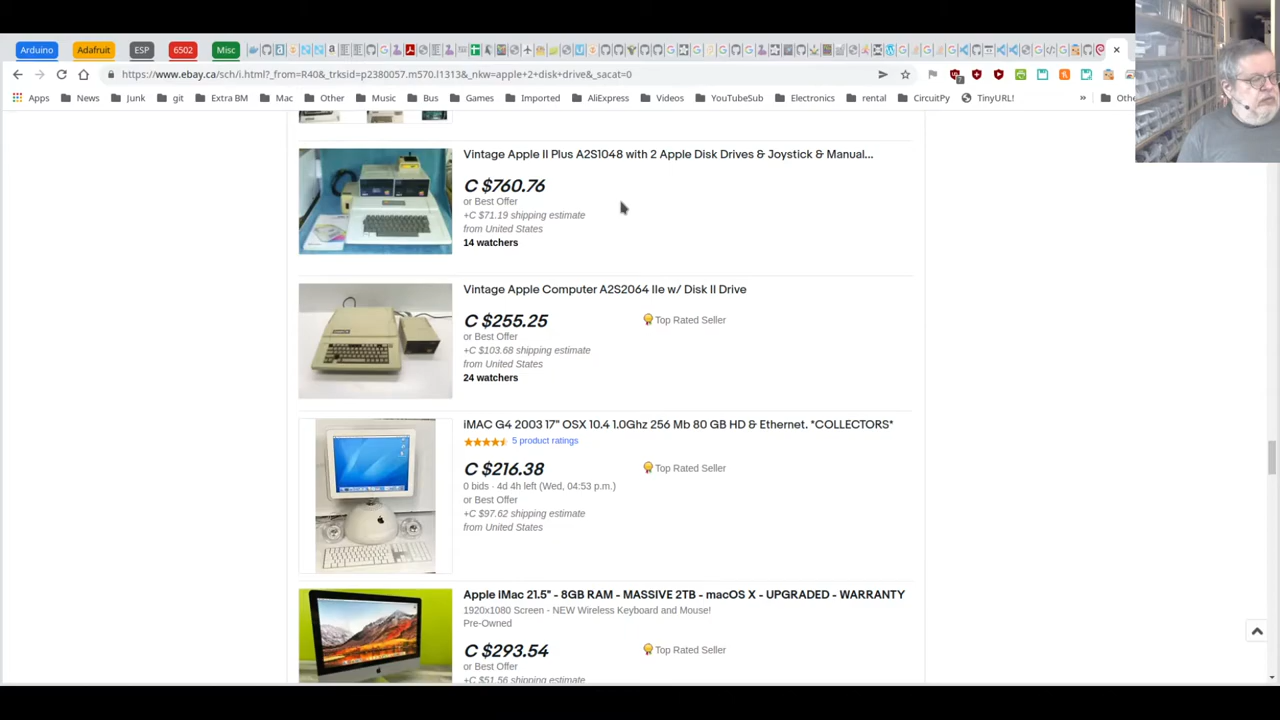 Arduino Adafruit ESP 6502 Misc
https://www.ebay.ca/sch/i.html?_from=R40&_trksid=p2380057.m570.l1313&_nkw=apple+2+disk+drive&_sacat=0
Apps News Junk git Extra BM Mac Other Music Bus Games Imported AliExpress Videos YouTubeSub Electronics rental CircuitPy TinyURL! » Othe
Vintage Apple II Plus A2S1048 with 2 Apple Disk Drives & Joystick & Manual...
C $760.76
or Best Offer
+C $71.19 shipping estimate
from United States
14 watchers
Vintage Apple Computer A2S2064 IIe w/ Disk II Drive
C $255.25
Top Rated Seller
or Best Offer
+C $103.68 shipping estimate
from United States
24 watchers
iMAC G4 2003 17" OSX 10.4 1.0Ghz 256 Mb 80 GB HD & Ethernet. *COLLECTORS*
5 product ratings
C $216.38
Top Rated Seller
0 bids · 4d 4h left (Wed, 04:53 p.m.)
or Best Offer
+C $97.62 shipping estimate
from United States
Apple iMac 21.5" - 8GB RAM - MASSIVE 2TB - macOS X - UPGRADED - WARRANTY
1920x1080 Screen - NEW Wireless Keyboard and Mouse!
Pre-Owned
C $293.54
Top Rated Seller
or Best Offer
+C $51.56 shipping estimate